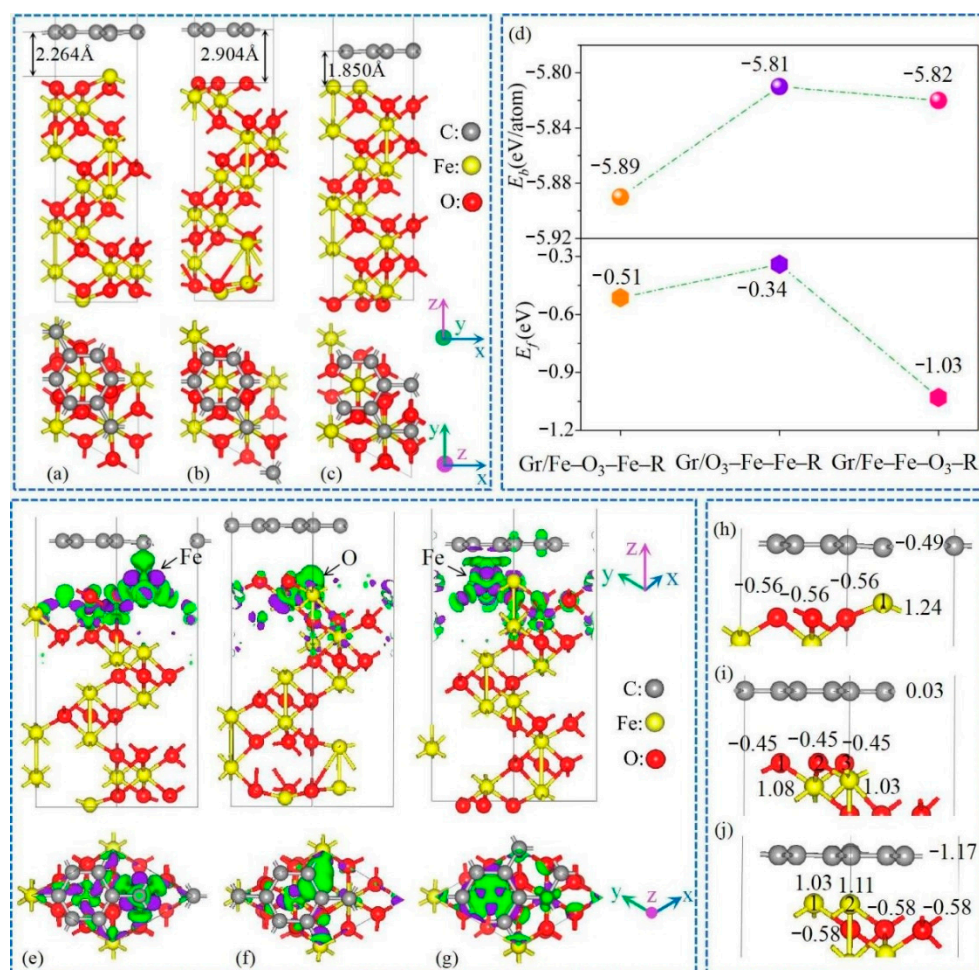 2.264Å
2.904Å
1.850Å
C:
Fe:
O:
z
y
x
y
z
x
(a)
(b)
(c)
(d)
E_b(eV/atom)
−5.80
−5.84
−5.88
−5.92
−5.89
−5.81
−5.82
E_f(eV)
−0.3
−0.6
−0.9
−1.2
−0.51
−0.34
−1.03
Gr/Fe–O₃–Fe–R
Gr/O₃–Fe–Fe–R
Gr/Fe–Fe–O₃–R
Fe
O
Fe
z
y
x
C:
Fe:
O:
y
z
x
(e)
(f)
(g)
(h)
−0.49
−0.56
−0.56
−0.56
1
1.24
(i)
0.03
−0.45
−0.45
−0.45
1
2
3
1.08
1.03
(j)
−1.17
1.03
1.11
1
2
−0.58
−0.58
−0.58